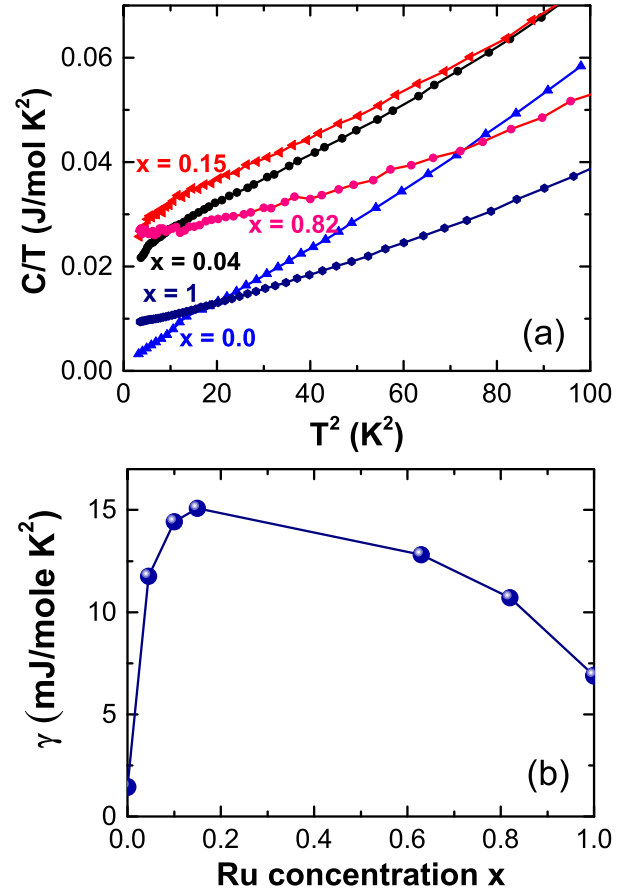 0.06
0.04
0.02
0.00
C/T (J/mol K²)
x = 0.15
x = 0.82
x = 0.04
x = 1
x = 0.0
(a)
0 20 40 60 80 100
T² (K²)
15
10
5
0
γ (mJ/mole K²)
(b)
0.0 0.2 0.4 0.6 0.8 1.0
Ru concentration x